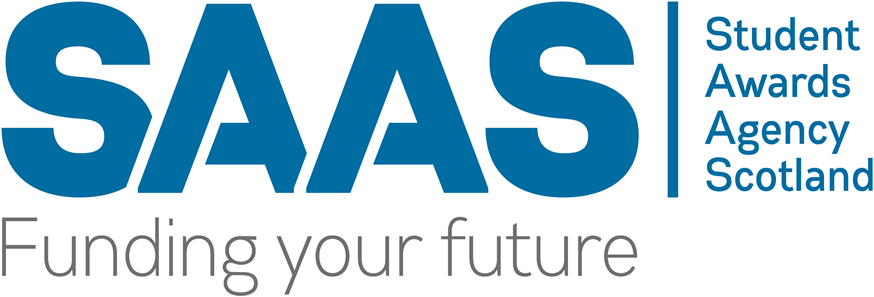 SAAS
Student
Awards
Agency
Scotland
Funding your future